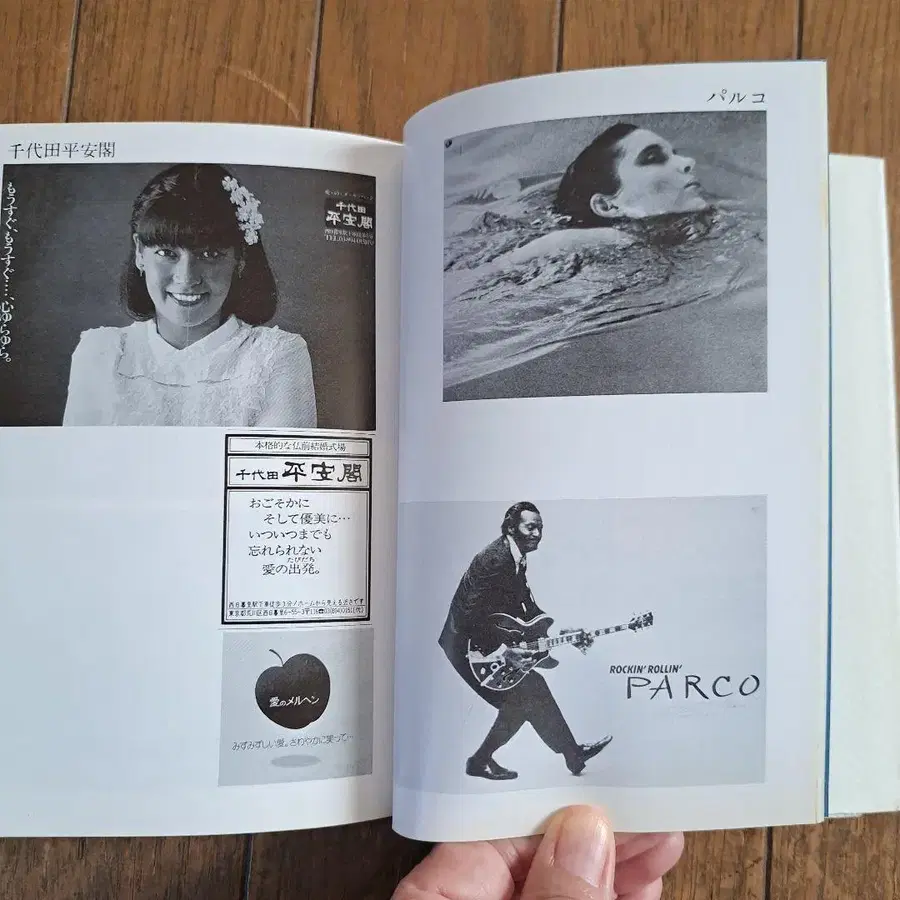 千代田平安閣
もうすぐ、もうすぐ……心ゆらゆら。
千代田
平安閣
本格的な仏前結婚式場
千代田 平安閣
おごそかに
そして優美に…
いついつまでも
忘れられない
たびだち
愛の出発。
愛のメルヘン
みずみずしい愛。さわやかに実って…
パルコ
ROCKIN' ROLLIN'
PARCO